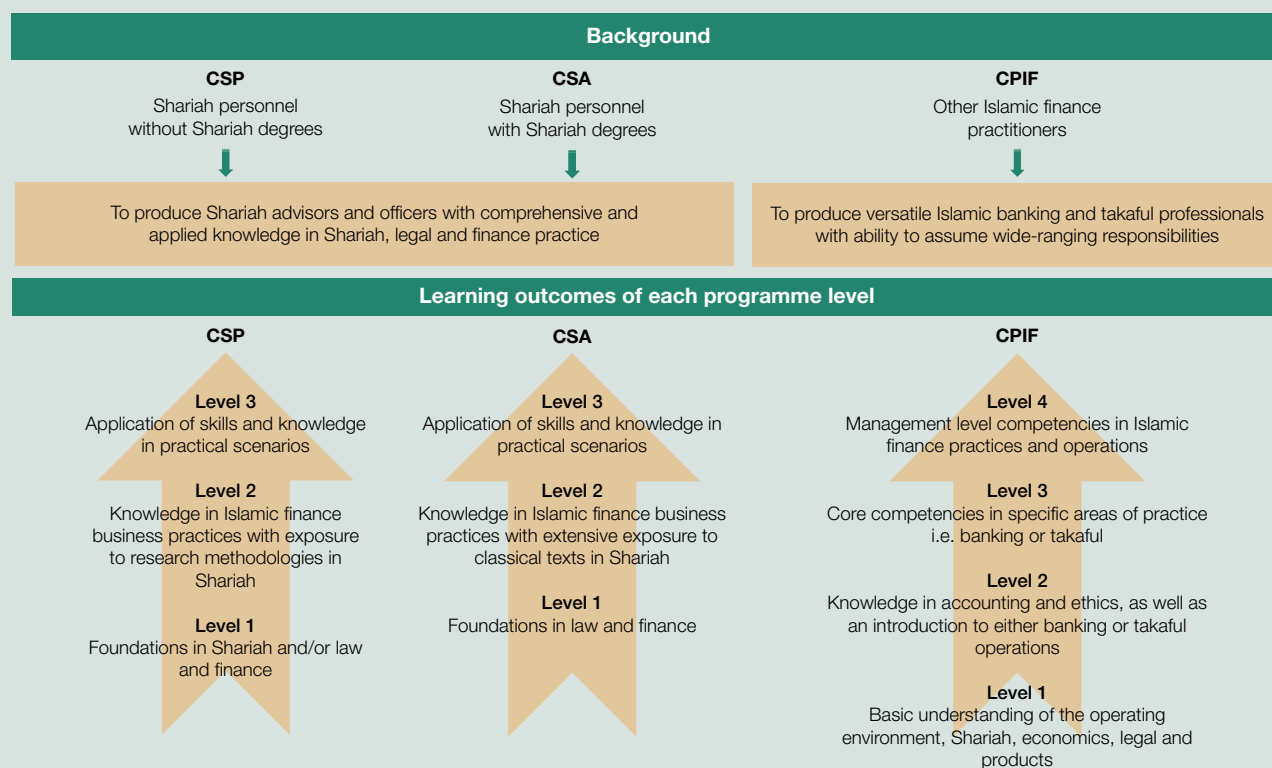 Background
CSP
Shariah personnel
without Shariah degrees
CSA
Shariah personnel
with Shariah degrees
CPIF
Other Islamic finance
practitioners
To produce Shariah advisors and officers with comprehensive and
applied knowledge in Shariah, legal and finance practice
To produce versatile Islamic banking and takaful professionals
with ability to assume wide-ranging responsibilities
Learning outcomes of each programme level
CSP
Level 3
Application of skills and knowledge
in practical scenarios
Level 2
Knowledge in Islamic finance
business practices with exposure
to research methodologies in
Shariah
Level 1
Foundations in Shariah and/or law
and finance
CSA
Level 3
Application of skills and knowledge in
practical scenarios
Level 2
Knowledge in Islamic finance business
practices with extensive exposure to
classical texts in Shariah
Level 1
Foundations in law and finance
CPIF
Level 4
Management level competencies in Islamic
finance practices and operations
Level 3
Core competencies in specific areas of practice
i.e. banking or takaful
Level 2
Knowledge in accounting and ethics, as well as
an introduction to either banking or takaful
operations
Level 1
Basic understanding of the operating
environment, Shariah, economics, legal and
products